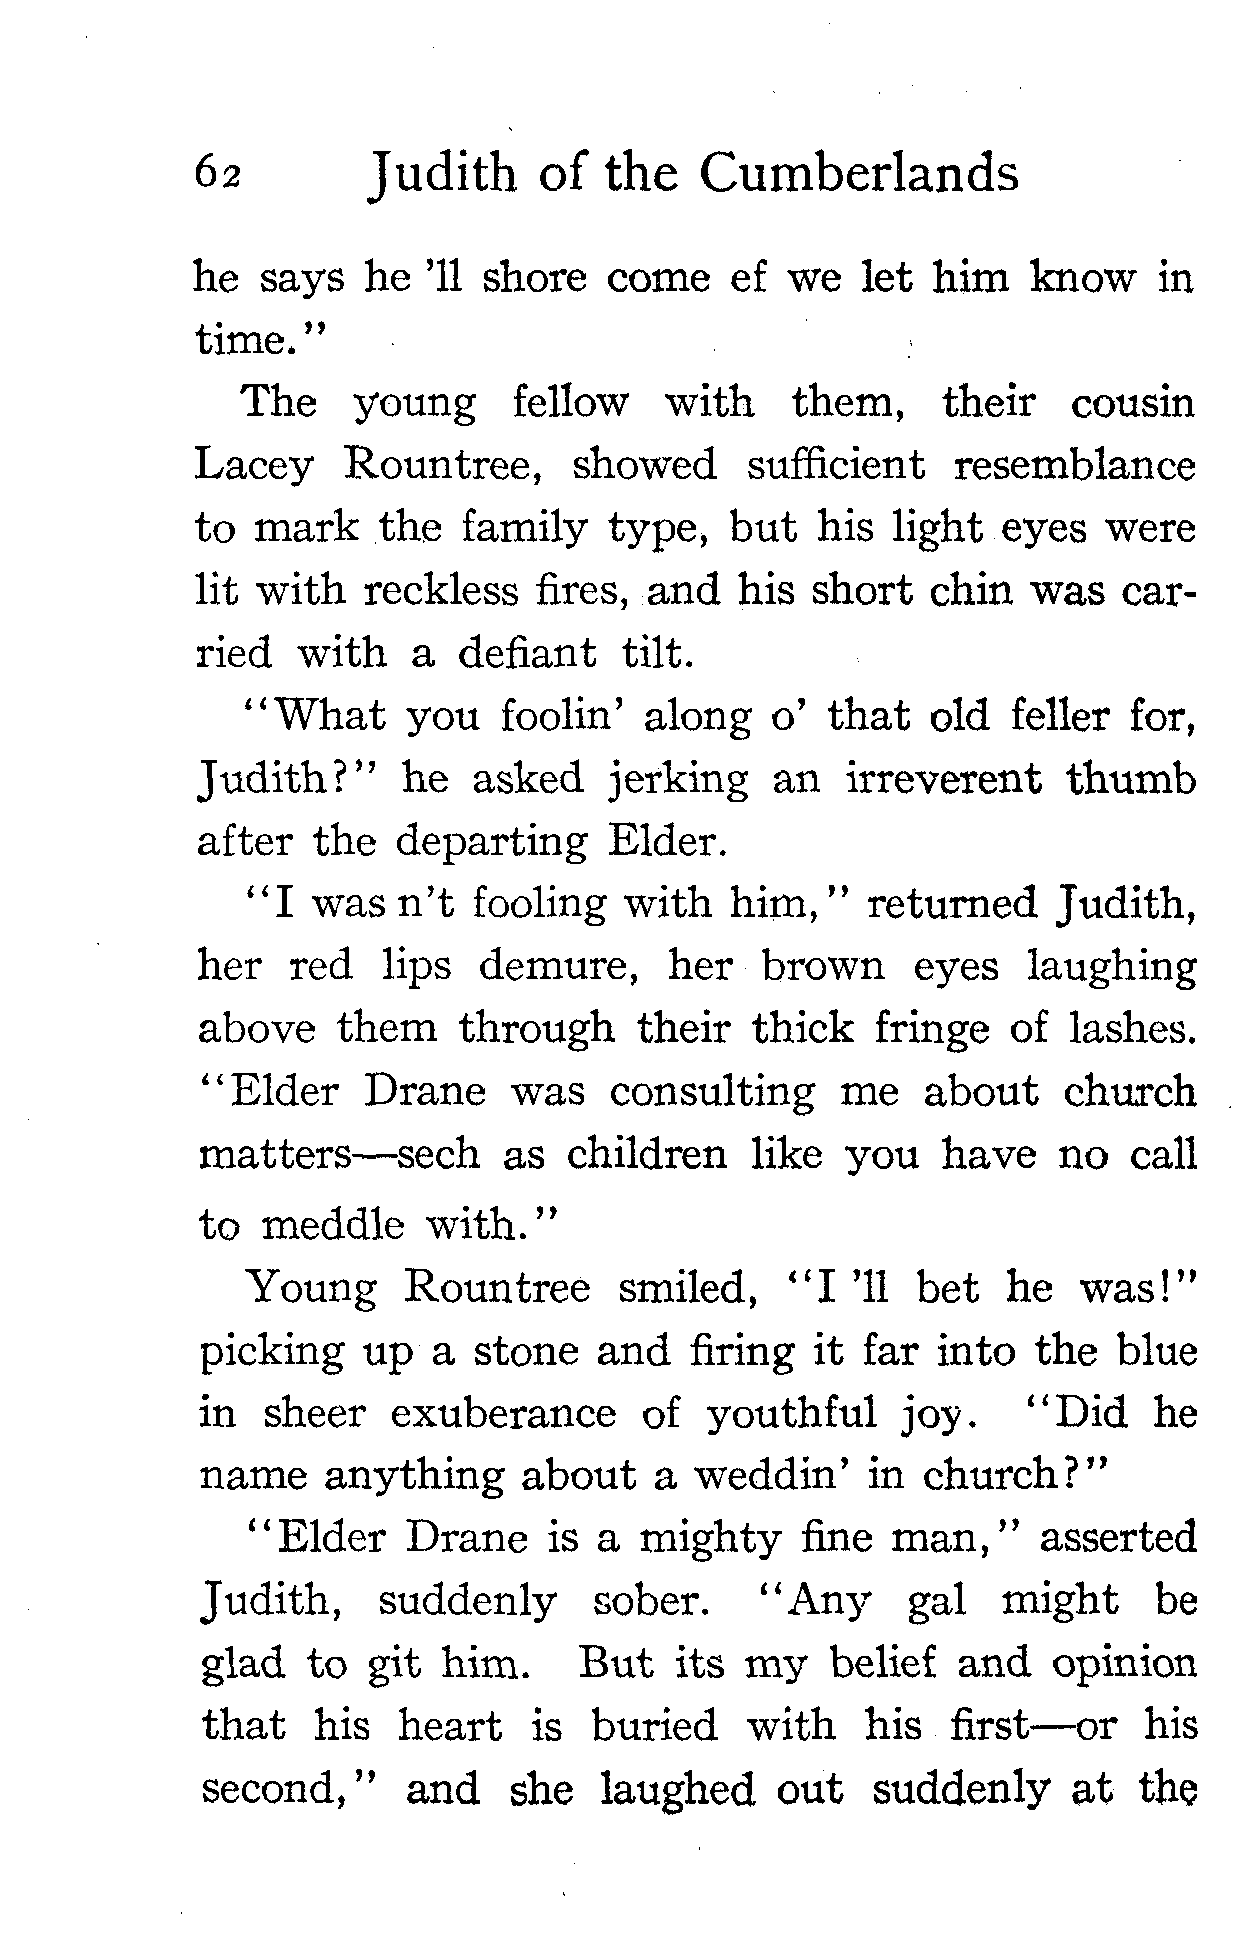 62 Judith of the Cumberlands
he says he 'll shore come ef we let him know in
time."
The young fellow with them, their cousin
Lacey Rountree, showed sufficient resemblance
to mark the family type, but his light eyes were
lit with reckless fires, and his short chin was car-
ried with a defiant tilt.
"What you foolin' along o' that old feller for,
Judith?" he asked jerking an irreverent thumb
after the departing Elder.
"I was n't fooling with him," returned Judith,
her red lips demure, her brown eyes laughing
above them through their thick fringe of lashes.
"Elder Drane was consulting me about church
matters—sech as children like you have no call
to meddle with."
Young Rountree smiled, "I 'll bet he was!"
picking up a stone and firing it far into the blue
in sheer exuberance of youthful joy. "Did he
name anything about a weddin' in church?"
"Elder Drane is a mighty fine man," asserted
Judith, suddenly sober. "Any gal might be
glad to git him. But its my belief and opinion
that his heart is buried with his first—or his
second," and she laughed out suddenly at the